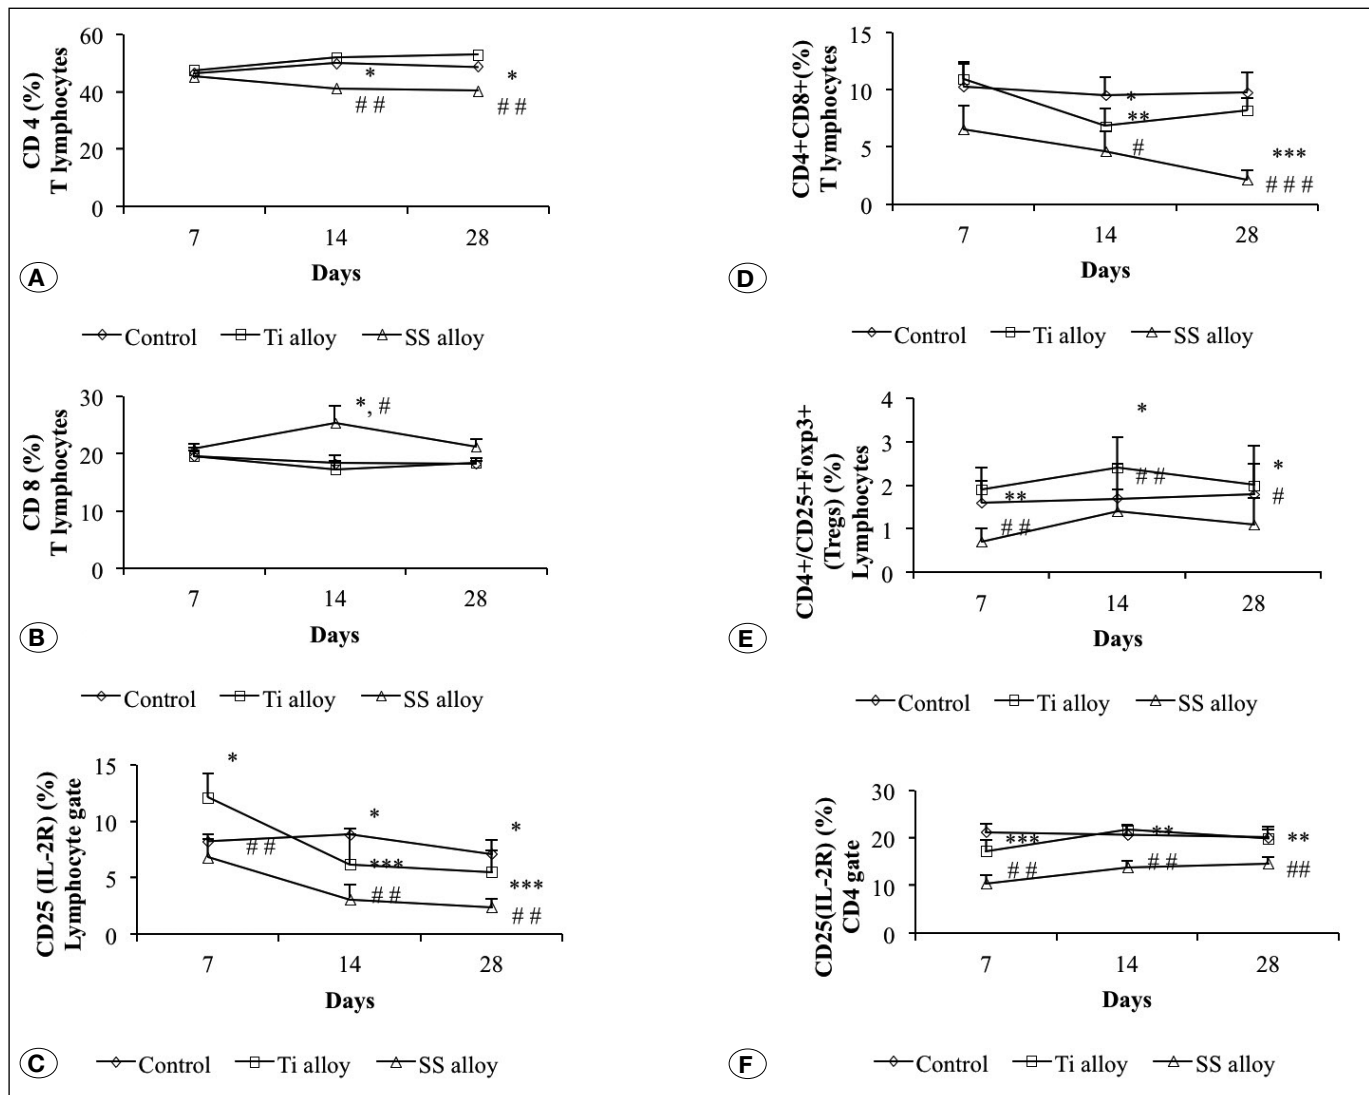 60
40
20
0
CD 4 (%)
T lymphocytes
*
# #
*
# #
7 14 28
Days
A
Control Ti alloy SS alloy
30
20
10
0
CD 8 (%)
T lymphocytes
*, #
7 14 28
Days
B
Control Ti alloy SS alloy
15
10
5
0
CD25 (IL-2R) (%)
Lymphocyte gate
*
# #
*
***
# #
*
***
# #
7 14 28
Days
C
Control Ti alloy SS alloy
15
10
5
0
CD4+CD8+(%)
T lymphocytes
*
**
#
***
# # #
7 14 28
Days
D
Control Ti alloy SS alloy
4
3
2
1
0
CD4+/CD25+Foxp3+
(Tregs) (%)
Lymphocytes
**
# #
*
# #
*
#
7 14 28
Days
E
Control Ti alloy SS alloy
30
20
10
0
CD25(IL-2R) (%)
CD4 gate
***
# #
**
# #
**
##
7 14 28
Days
F
Control Ti alloy SS alloy